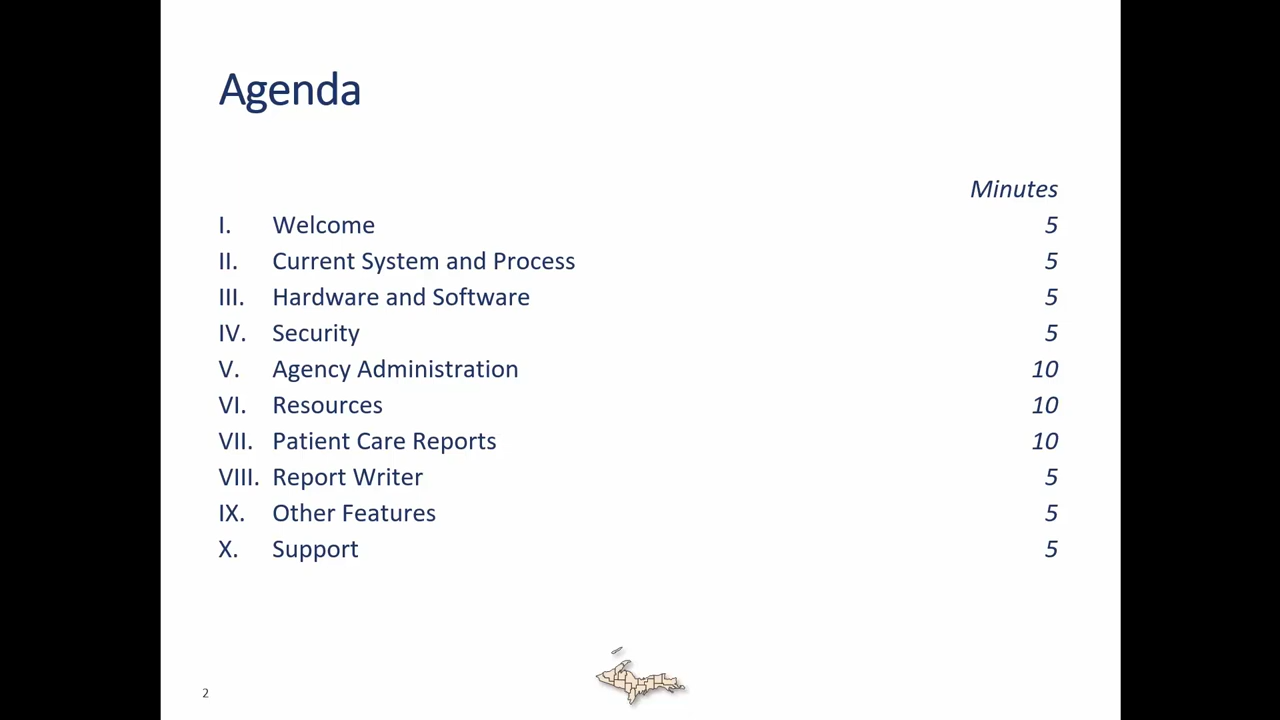 Agenda
Minutes
I. Welcome 5
II. Current System and Process 5
III. Hardware and Software 5
IV. Security 5
V. Agency Administration 10
VI. Resources 10
VII. Patient Care Reports 10
VIII. Report Writer 5
IX. Other Features 5
X. Support 5
2